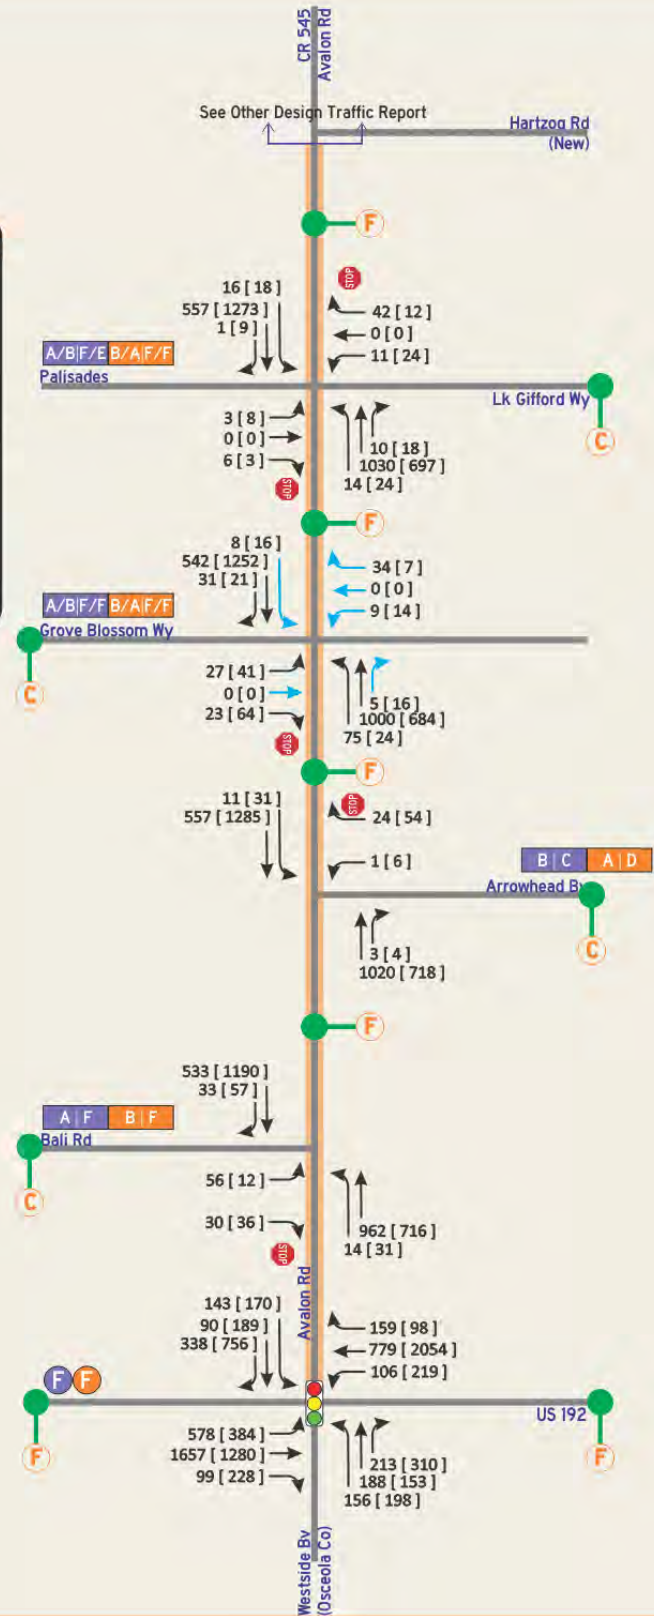 CR 545
Avalon Rd
See Other Design Traffic Report
Hartzog Rd
(New)
F
STOP
16 [ 18 ]
557 [ 1273 ]
1 [ 9 ]
42 [ 12 ]
0 [ 0 ]
11 [ 24 ]
A/B F/E B/A F/F
Palisades
Lk Gifford Wy
C
3 [ 8 ]
0 [ 0 ]
6 [ 3 ]
STOP
10 [ 18 ]
1030 [ 697 ]
14 [ 24 ]
F
8 [ 16 ]
542 [ 1252 ]
31 [ 21 ]
34 [ 7 ]
0 [ 0 ]
9 [ 14 ]
A/B F/F B/A F/F
Grove Blossom Wy
C
27 [ 41 ]
0 [ 0 ]
23 [ 64 ]
STOP
5 [ 16 ]
1000 [ 684 ]
75 [ 24 ]
F
11 [ 31 ]
557 [ 1285 ]
STOP
24 [ 54 ]
1 [ 6 ]
B C A D
Arrowhead Bv
C
3 [ 4 ]
1020 [ 718 ]
F
533 [ 1190 ]
33 [ 57 ]
A F B F
Bali Rd
C
56 [ 12 ]
30 [ 36 ]
STOP
962 [ 716 ]
14 [ 31 ]
Avalon Rd
143 [ 170 ]
90 [ 189 ]
338 [ 756 ]
159 [ 98 ]
779 [ 2054 ]
106 [ 219 ]
F F
US 192
F
F
578 [ 384 ]
1657 [ 1280 ]
99 [ 228 ]
213 [ 310 ]
188 [ 153 ]
156 [ 198 ]
Westside Bv
(Osceola Co)